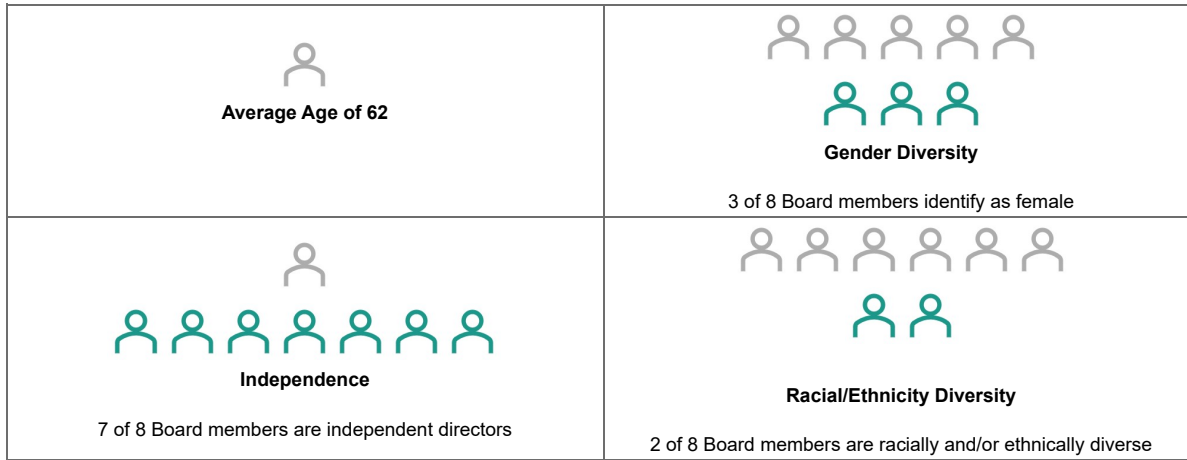 Average Age of 62
Gender Diversity
3 of 8 Board members identify as female
Independence
7 of 8 Board members are independent directors
Racial/Ethnicity Diversity
2 of 8 Board members are racially and/or ethnically diverse